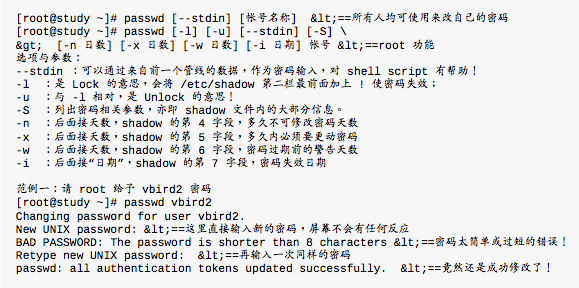 [root@study ~]# passwd [--stdin] [帐号名称]  &lt;==所有人均可使用来改自己的密码
[root@study ~]# passwd [-l] [-u] [--stdin] [-S] \
&gt;  [-n 日数] [-x 日数] [-w 日数] [-i 日期] 帐号 &lt;==root 功能
选项与参数：
--stdin ：可以通过来自前一个管线的数据，作为密码输入，对 shell script 有帮助！
-l  ：是 Lock 的意思，会将 /etc/shadow 第二栏最前面加上 ! 使密码失效；
-u  ：与 -l 相对，是 Unlock 的意思！
-S  ：列出密码相关参数，亦即 shadow 文件内的大部分信息。
-n  ：后面接天数，shadow 的第 4 字段，多久不可修改密码天数
-x  ：后面接天数，shadow 的第 5 字段，多久内必须要更动密码
-w  ：后面接天数，shadow 的第 6 字段，密码过期前的警告天数
-i  ：后面接“日期”，shadow 的第 7 字段，密码失效日期
范例一：请 root 给予 vbird2 密码
[root@study ~]# passwd vbird2
Changing password for user vbird2.
New UNIX password: &lt;==这里直接输入新的密码，屏幕不会有任何反应
BAD PASSWORD: The password is shorter than 8 characters &lt;==密码太简单或过短的错误！
Retype new UNIX password:  &lt;==再输入一次同样的密码
passwd: all authentication tokens updated successfully.  &lt;==竟然还是成功修改了！